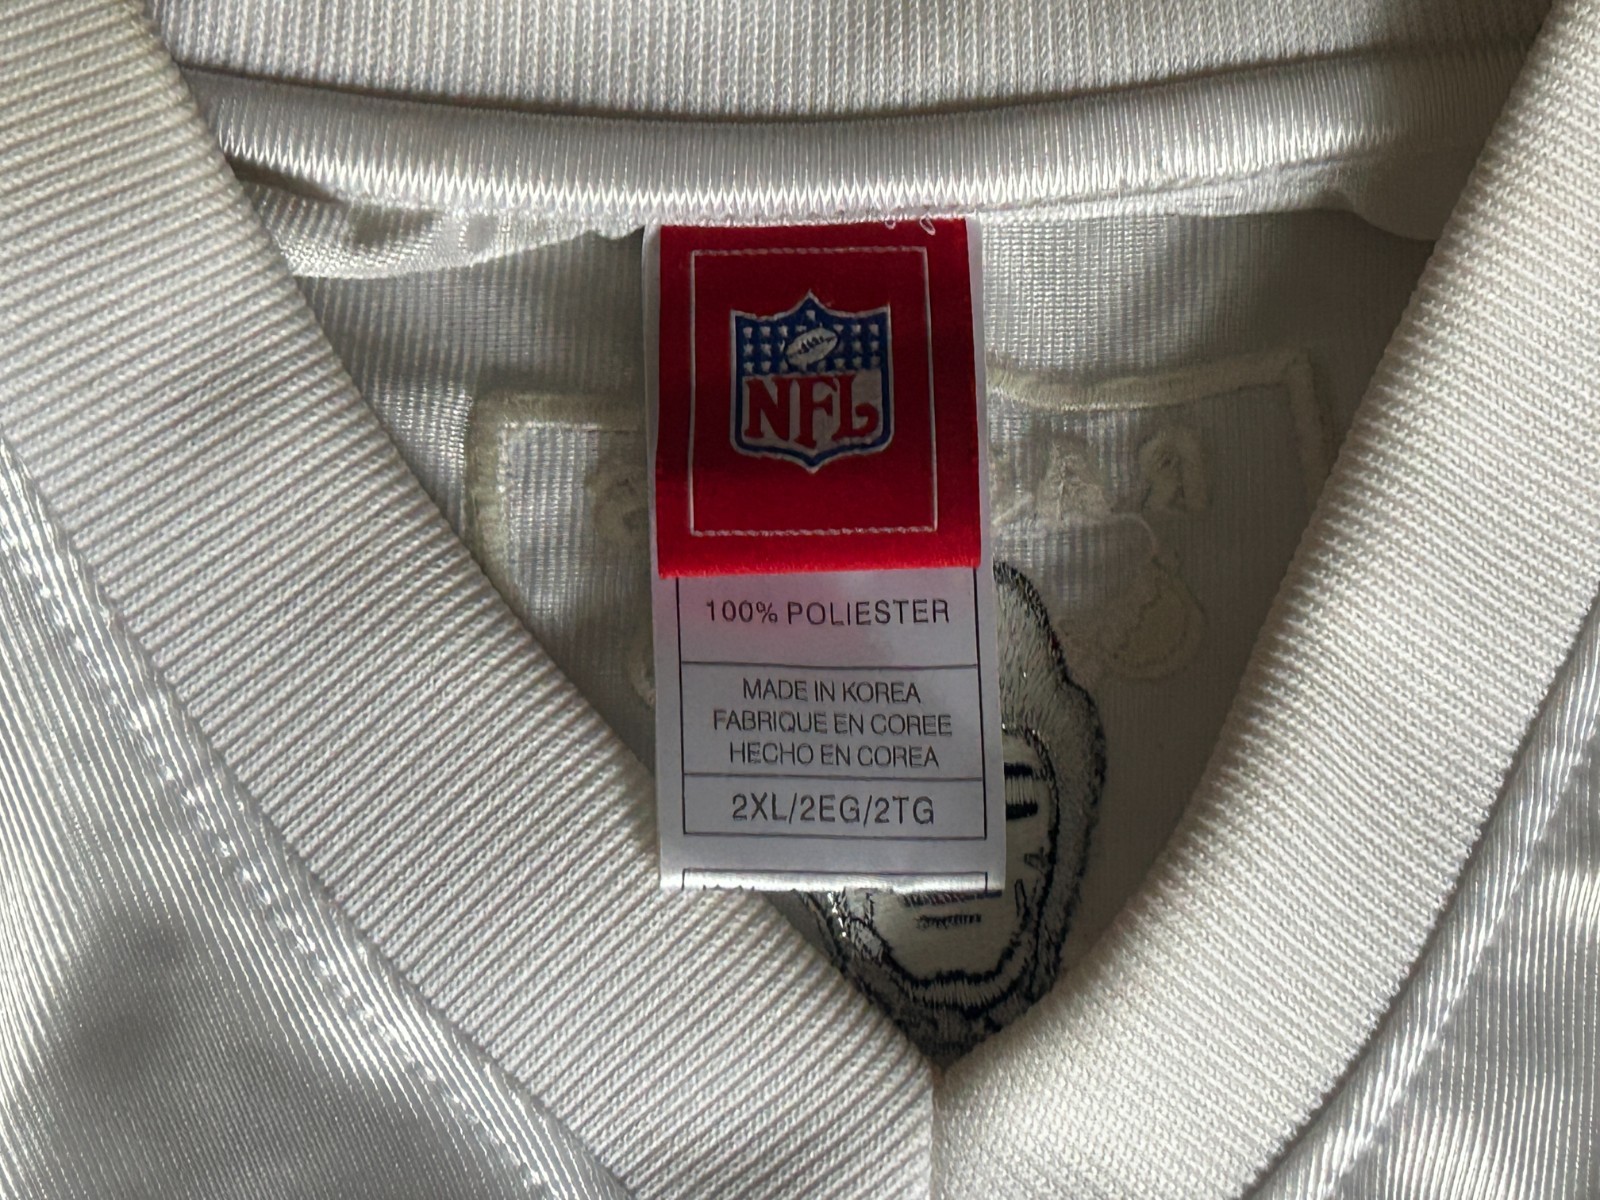 NFL
100% POLIESTER
MADE IN KOREA
FABRIQUE EN COREE
HECHO EN COREA
2XL/2EG/2TG